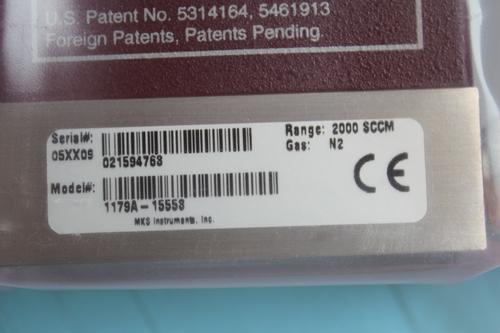 U.S. Patent No. 5314164, 5461913
Foreign Patents, Patents Pending.
Serial#:
05XX09
021594768
Range: 2000 SCCM
Gas: N2
Model#:
1179A-15558
MKS Instruments, Inc.
CE